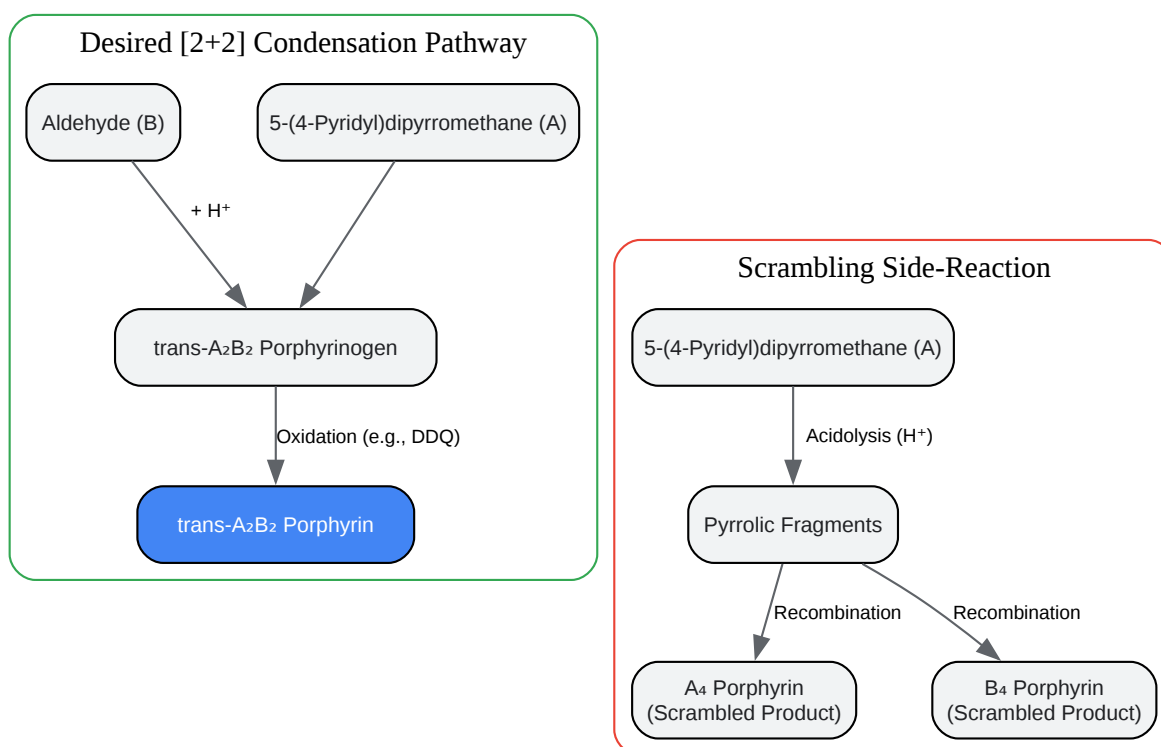 Desired [2+2] Condensation Pathway
Aldehyde (B)
5-(4-Pyridyl)dipyrromethane (A)
+ H⁺
trans-A₂B₂ Porphyrinogen
Oxidation (e.g., DDQ)
trans-A₂B₂ Porphyrin
Scrambling Side-Reaction
5-(4-Pyridyl)dipyrromethane (A)
Acidolysis (H⁺)
Pyrrolic Fragments
Recombination
Recombination
A₄ Porphyrin
(Scrambled Product)
B₄ Porphyrin
(Scrambled Product)